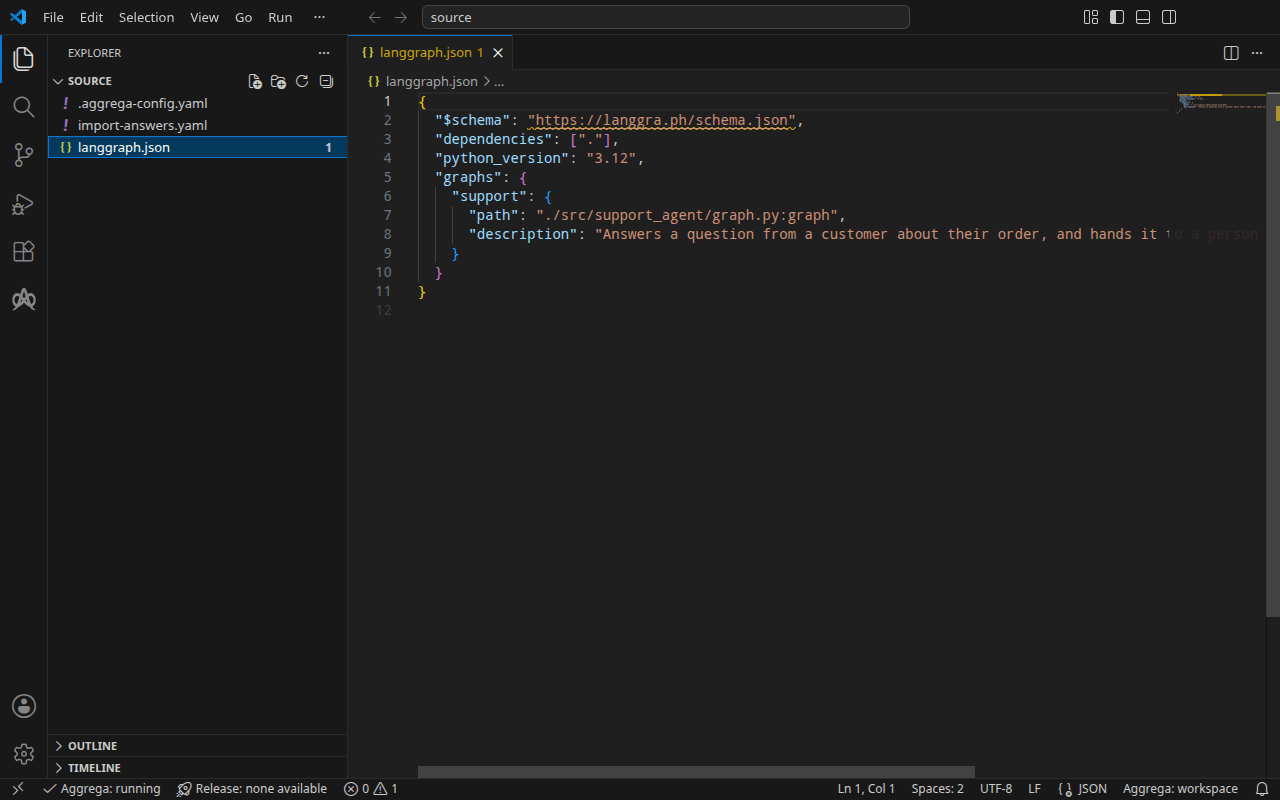 File Edit Selection View Go Run ···
source
EXPLORER
SOURCE
.aggrega-config.yaml
import-answers.yaml
langgraph.json 1
OUTLINE
TIMELINE
langgraph.json 1
langgraph.json > ...
1 {
2 "$schema": "https://langgra.ph/schema.json",
3 "dependencies": ["."],
4 "python_version": "3.12",
5 "graphs": {
6 "support": {
7 "path": "./src/support_agent/graph.py:graph",
8 "description": "Answers a question from a customer about their order, and hands it to a person
9 }
10 }
11 }
12
Aggrega: running Release: none available 0 1 Ln 1, Col 1 Spaces: 2 UTF-8 LF JSON Aggrega: workspace